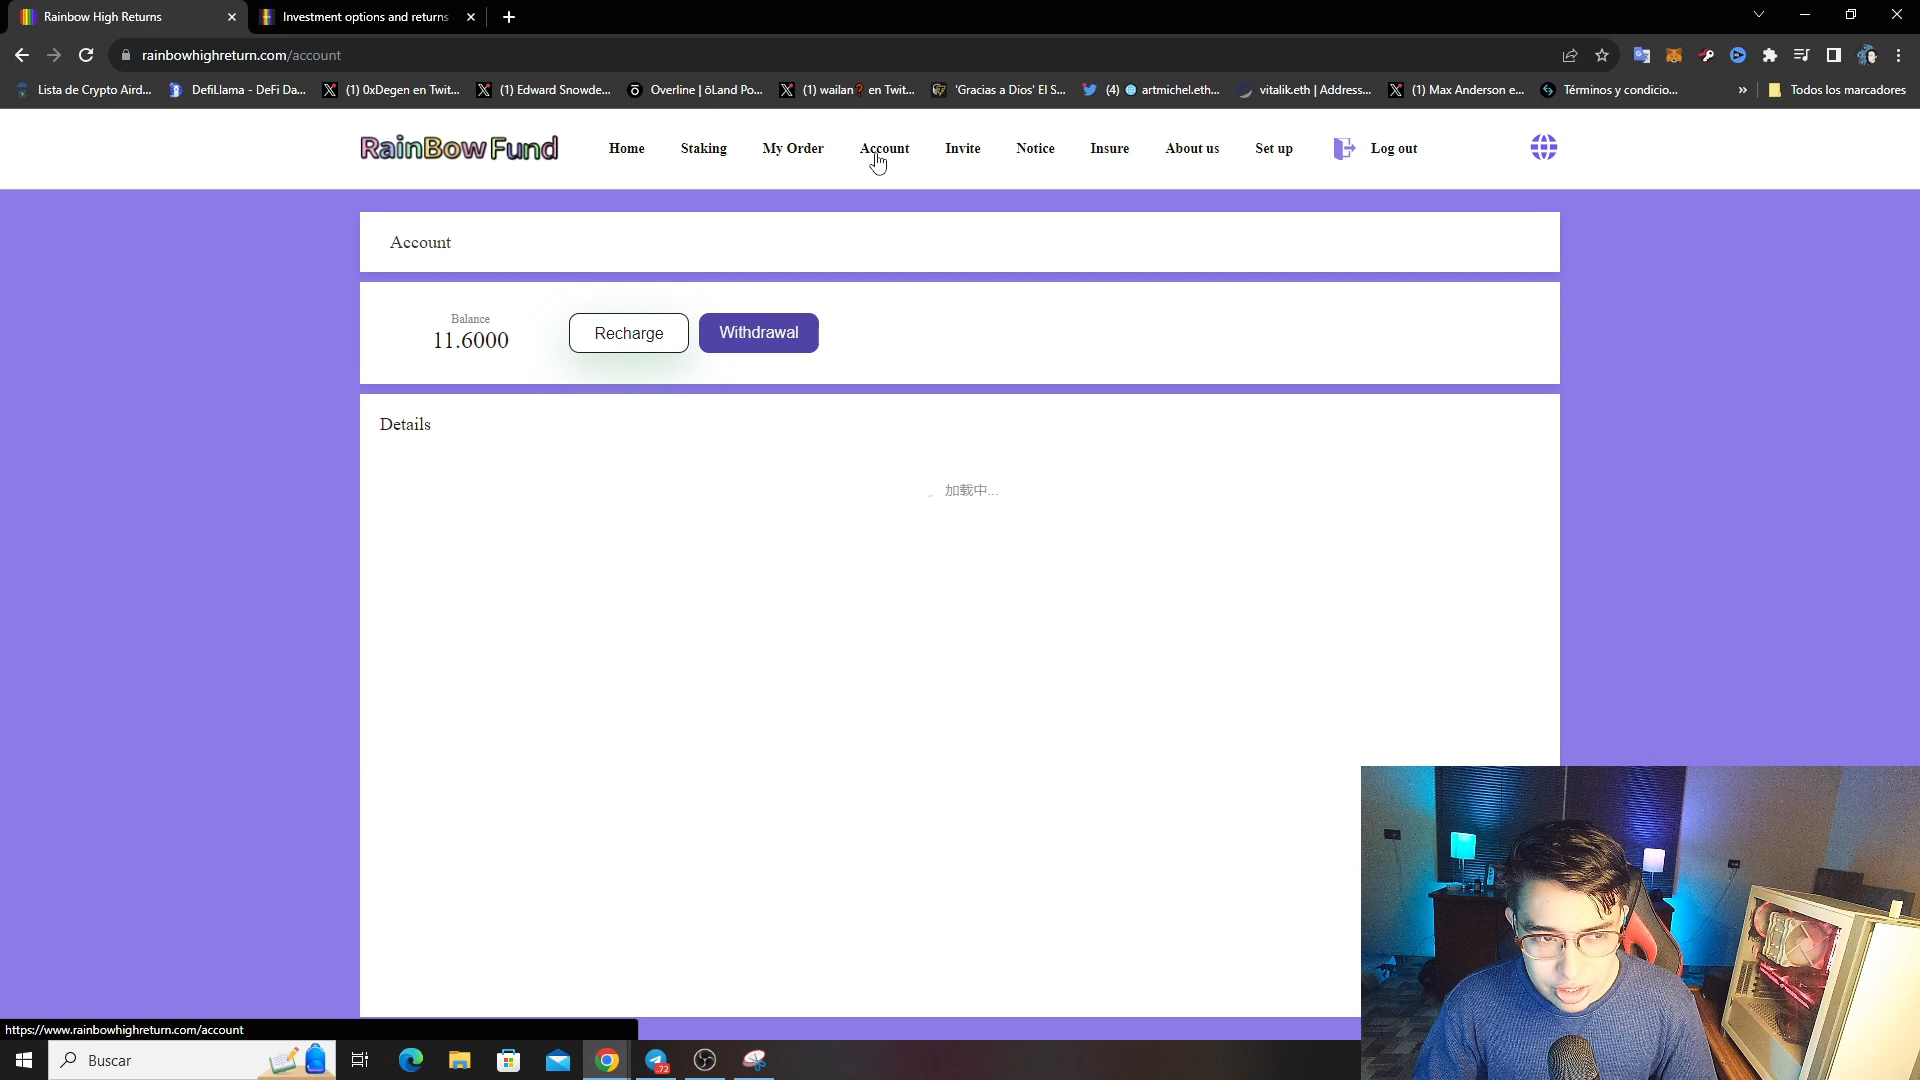 Rainbow High Returns
Investment options and returns
rainbowhighreturn.com/account
Lista de Crypto Aird...
DefiLlama - DeFi Da...
(1) 0xDegen en Twit...
(1) Edward Snowde...
Overline | ōLand Po...
(1) wailan❓ en Twit...
'Gracias a Dios' El S...
(4) 🌐 artmichel.eth...
vitalik.eth | Address...
(1) Max Anderson e...
Términos y condicio...
»
Todos los marcadores
RainBow Fund
Home
Staking
My Order
Account
Invite
Notice
Insure
About us
Set up
Log out
Account
Balance
11.6000
Recharge
Withdrawal
Details
加载中...
https://www.rainbowhighreturn.com/account
Buscar
72